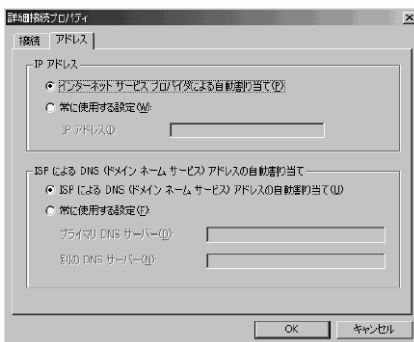 詳細接続プロパティ
接続 アドレス
IP アドレス
インターネット サービス プロバイダによる自動割り当て(P)
常に使用する設定(W):
IP アドレス(I):
ISP による DNS (ドメイン ネーム サービス) アドレスの自動割り当て
ISP による DNS (ドメイン ネーム サービス) アドレスの自動割り当て(U)
常に使用する設定(F):
プライマリ DNS サーバー(D):
別の DNS サーバー(N):
OK キャンセル